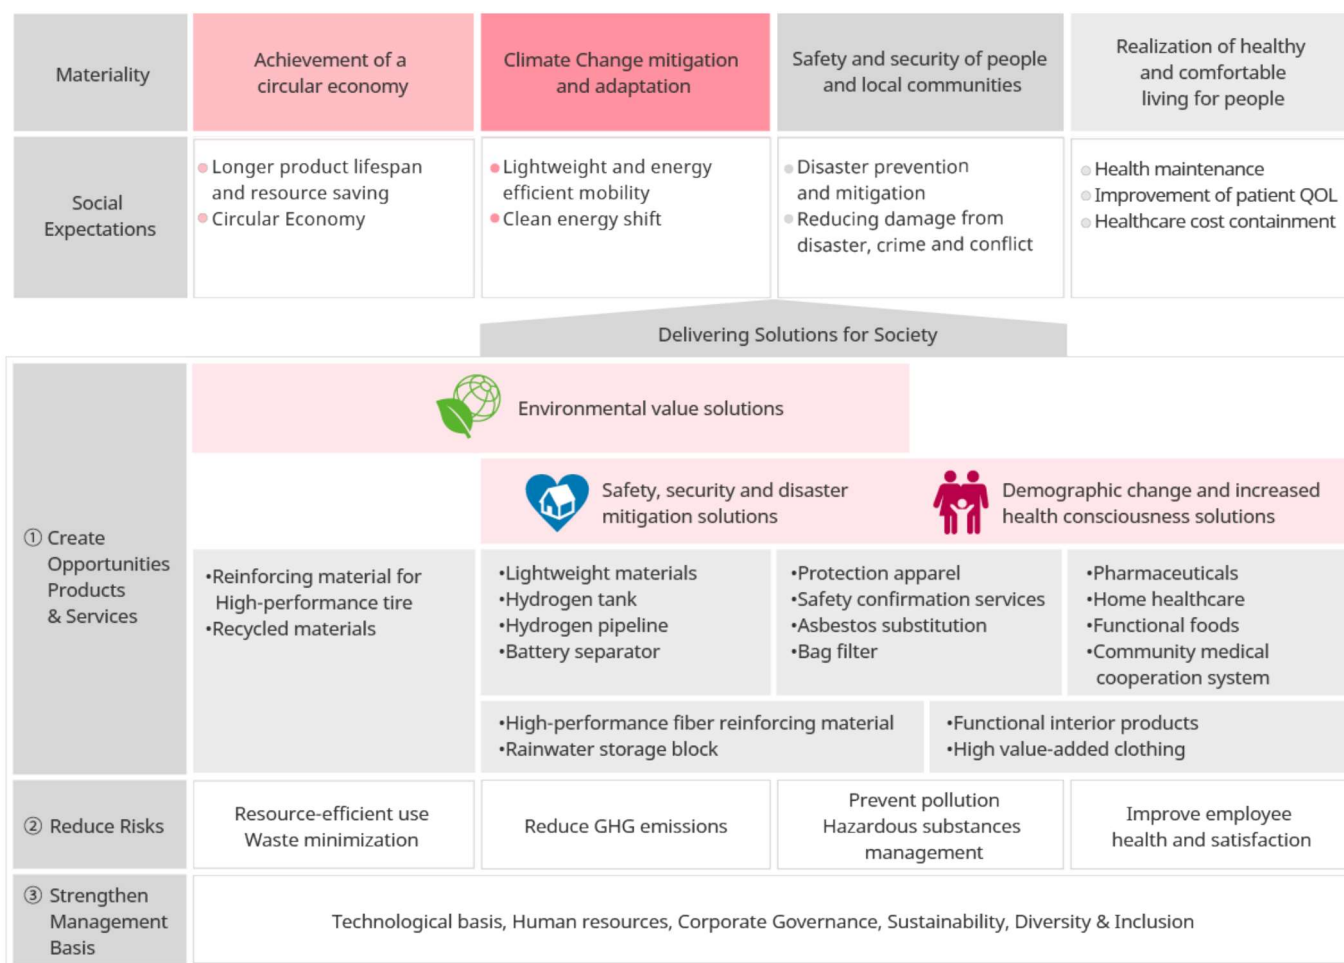 Materiality
Achievement of a
circular economy
Climate Change mitigation
and adaptation
Safety and security of people
and local communities
Realization of healthy
and comfortable
living for people
Social
Expectations
Longer product lifespan
and resource saving
Circular Economy
Lightweight and energy
efficient mobility
Clean energy shift
Disaster prevention
and mitigation
Reducing damage from
disaster, crime and conflict
Health maintenance
Improvement of patient QOL
Healthcare cost containment
Delivering Solutions for Society
① Create
Opportunities
Products
& Services
Environmental value solutions
Safety, security and disaster
mitigation solutions
Demographic change and increased
health consciousness solutions
•Reinforcing material for
High-performance tire
•Recycled materials
•Lightweight materials
•Hydrogen tank
•Hydrogen pipeline
•Battery separator
•Protection apparel
•Safety confirmation services
•Asbestos substitution
•Bag filter
•Pharmaceuticals
•Home healthcare
•Functional foods
•Community medical
cooperation system
•High-performance fiber reinforcing material
•Rainwater storage block
•Functional interior products
•High value-added clothing
② Reduce Risks
Resource-efficient use
Waste minimization
Reduce GHG emissions
Prevent pollution
Hazardous substances
management
Improve employee
health and satisfaction
③ Strengthen
Management
Basis
Technological basis, Human resources, Corporate Governance, Sustainability, Diversity & Inclusion